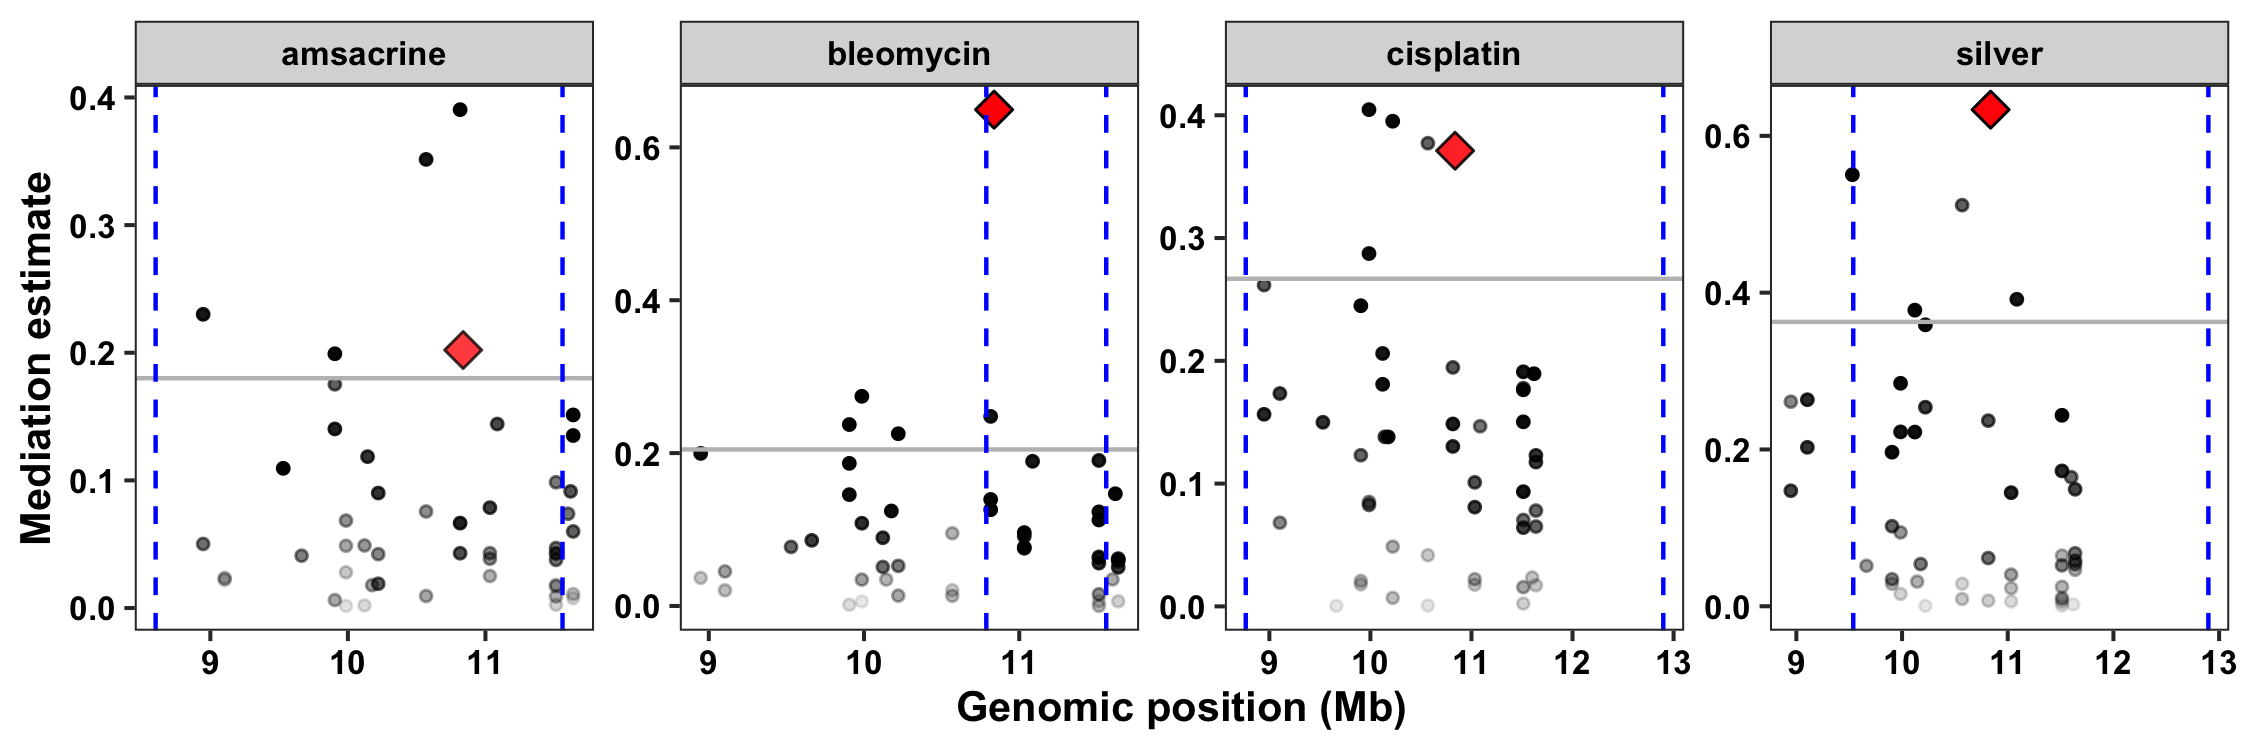 amsacrine bleomycin cisplatin silver
Mediation estimate
0.4 0.3 0.2 0.1 0.0
0.6 0.4 0.2 0.0
0.4 0.3 0.2 0.1 0.0
0.6 0.4 0.2 0.0
9 10 11 9 10 11 9 10 11 12 13 9 10 11 12 13
Genomic position (Mb)